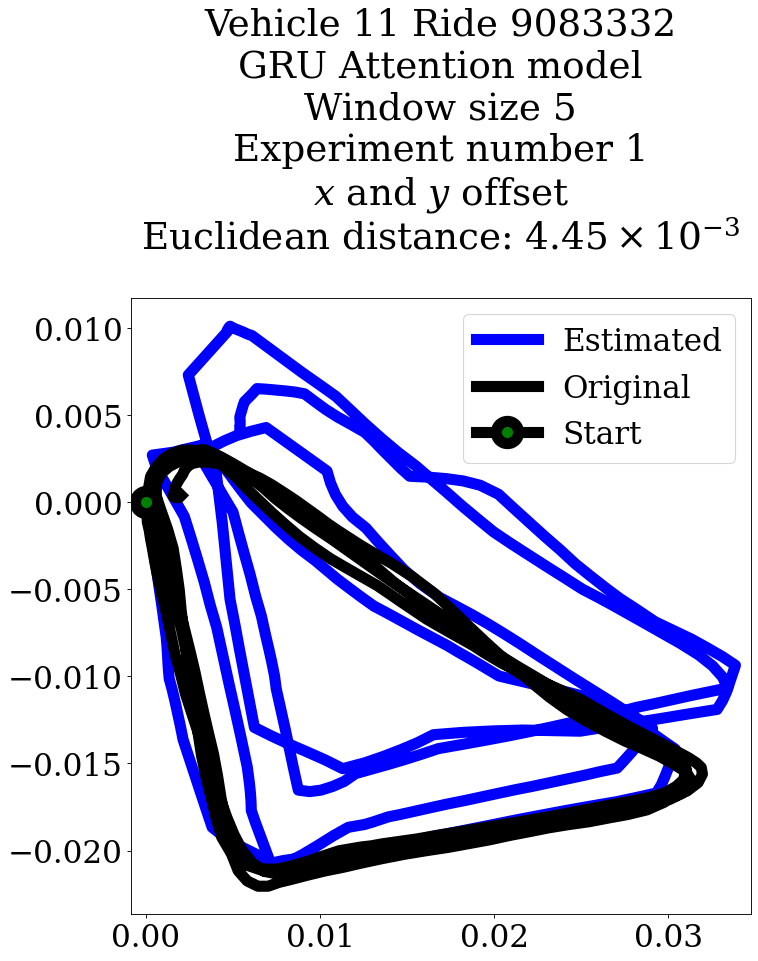 Vehicle 11 Ride 9083332
GRU Attention model
Window size 5
Experiment number 1
x and y offset
Euclidean distance: 4.45 × 10⁻³
Estimated
Original
Start
0.010
0.005
0.000
−0.005
−0.010
−0.015
−0.020
0.00 0.01 0.02 0.03